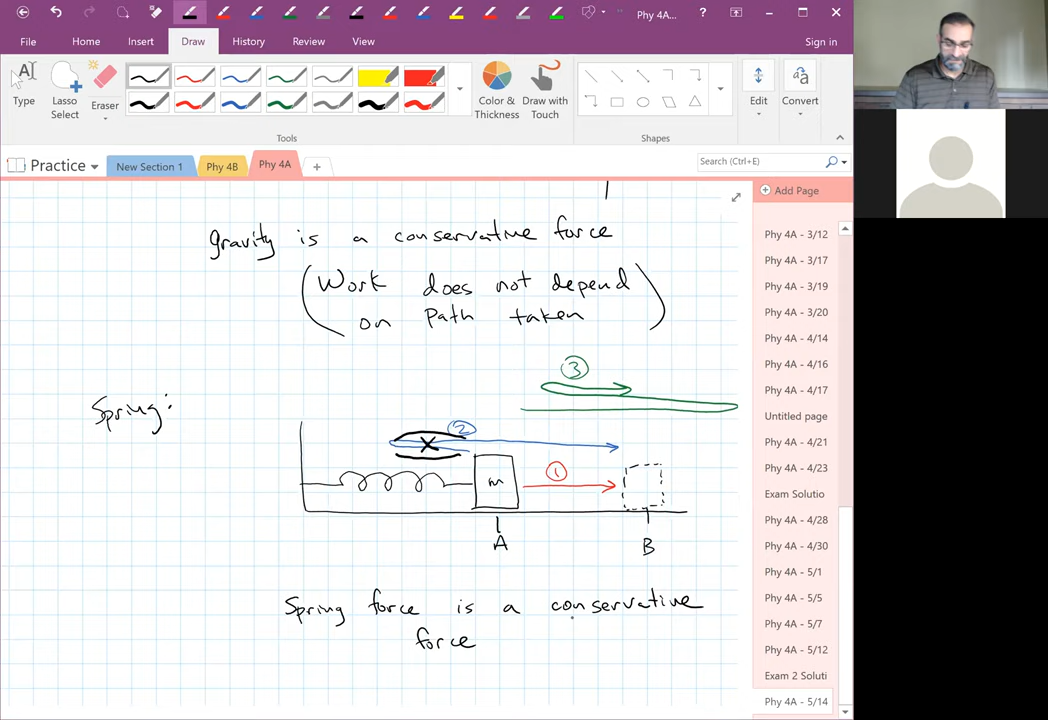 Phy 4A...
?
File
Home
Insert
Draw
History
Review
View
Sign in
Type
Lasso
Select
Eraser
Color &
Thickness
Draw with
Touch
Edit
Convert
Tools
Shapes
Practice
New Section 1
Phy 4B
Phy 4A
+
Search (Ctrl+E)
Add Page
Phy 4A - 3/12
Phy 4A - 3/17
Phy 4A - 3/19
Phy 4A - 3/20
Phy 4A - 4/14
Phy 4A - 4/16
Phy 4A - 4/17
Untitled page
Phy 4A - 4/21
Phy 4A - 4/23
Exam Solutio
Phy 4A - 4/28
Phy 4A - 4/30
Phy 4A - 5/1
Phy 4A - 5/5
Phy 4A - 5/7
Phy 4A - 5/12
Exam 2 Soluti
Phy 4A - 5/14
gravity is a conservative force
(Work does not depend
on Path taken)
Spring:
3
2
1
m
A
B
Spring force is a conservative
force